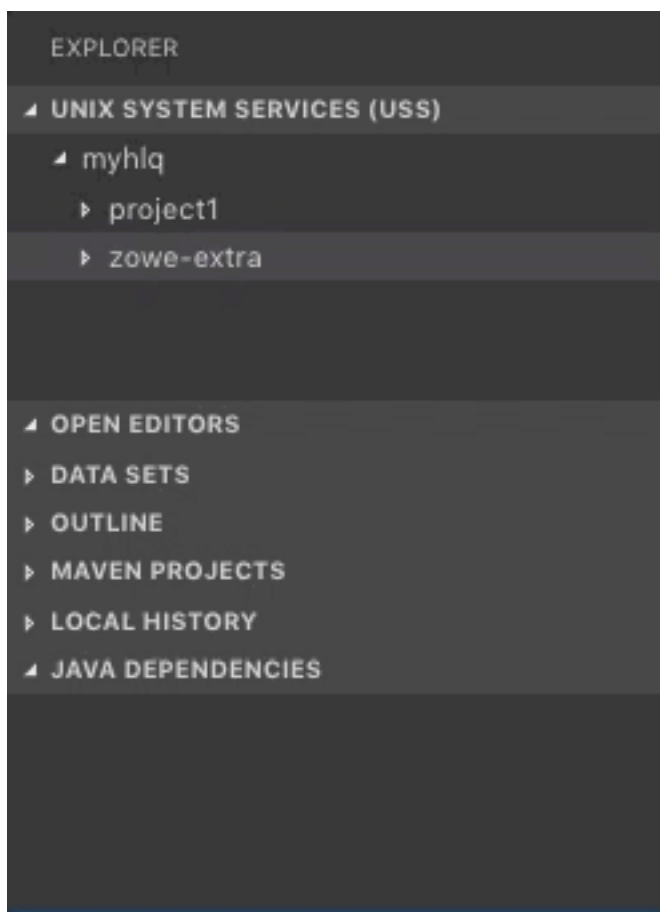 EXPLORER
UNIX SYSTEM SERVICES (USS)
myhlq
project1
zowe-extra
OPEN EDITORS
DATA SETS
OUTLINE
MAVEN PROJECTS
LOCAL HISTORY
JAVA DEPENDENCIES